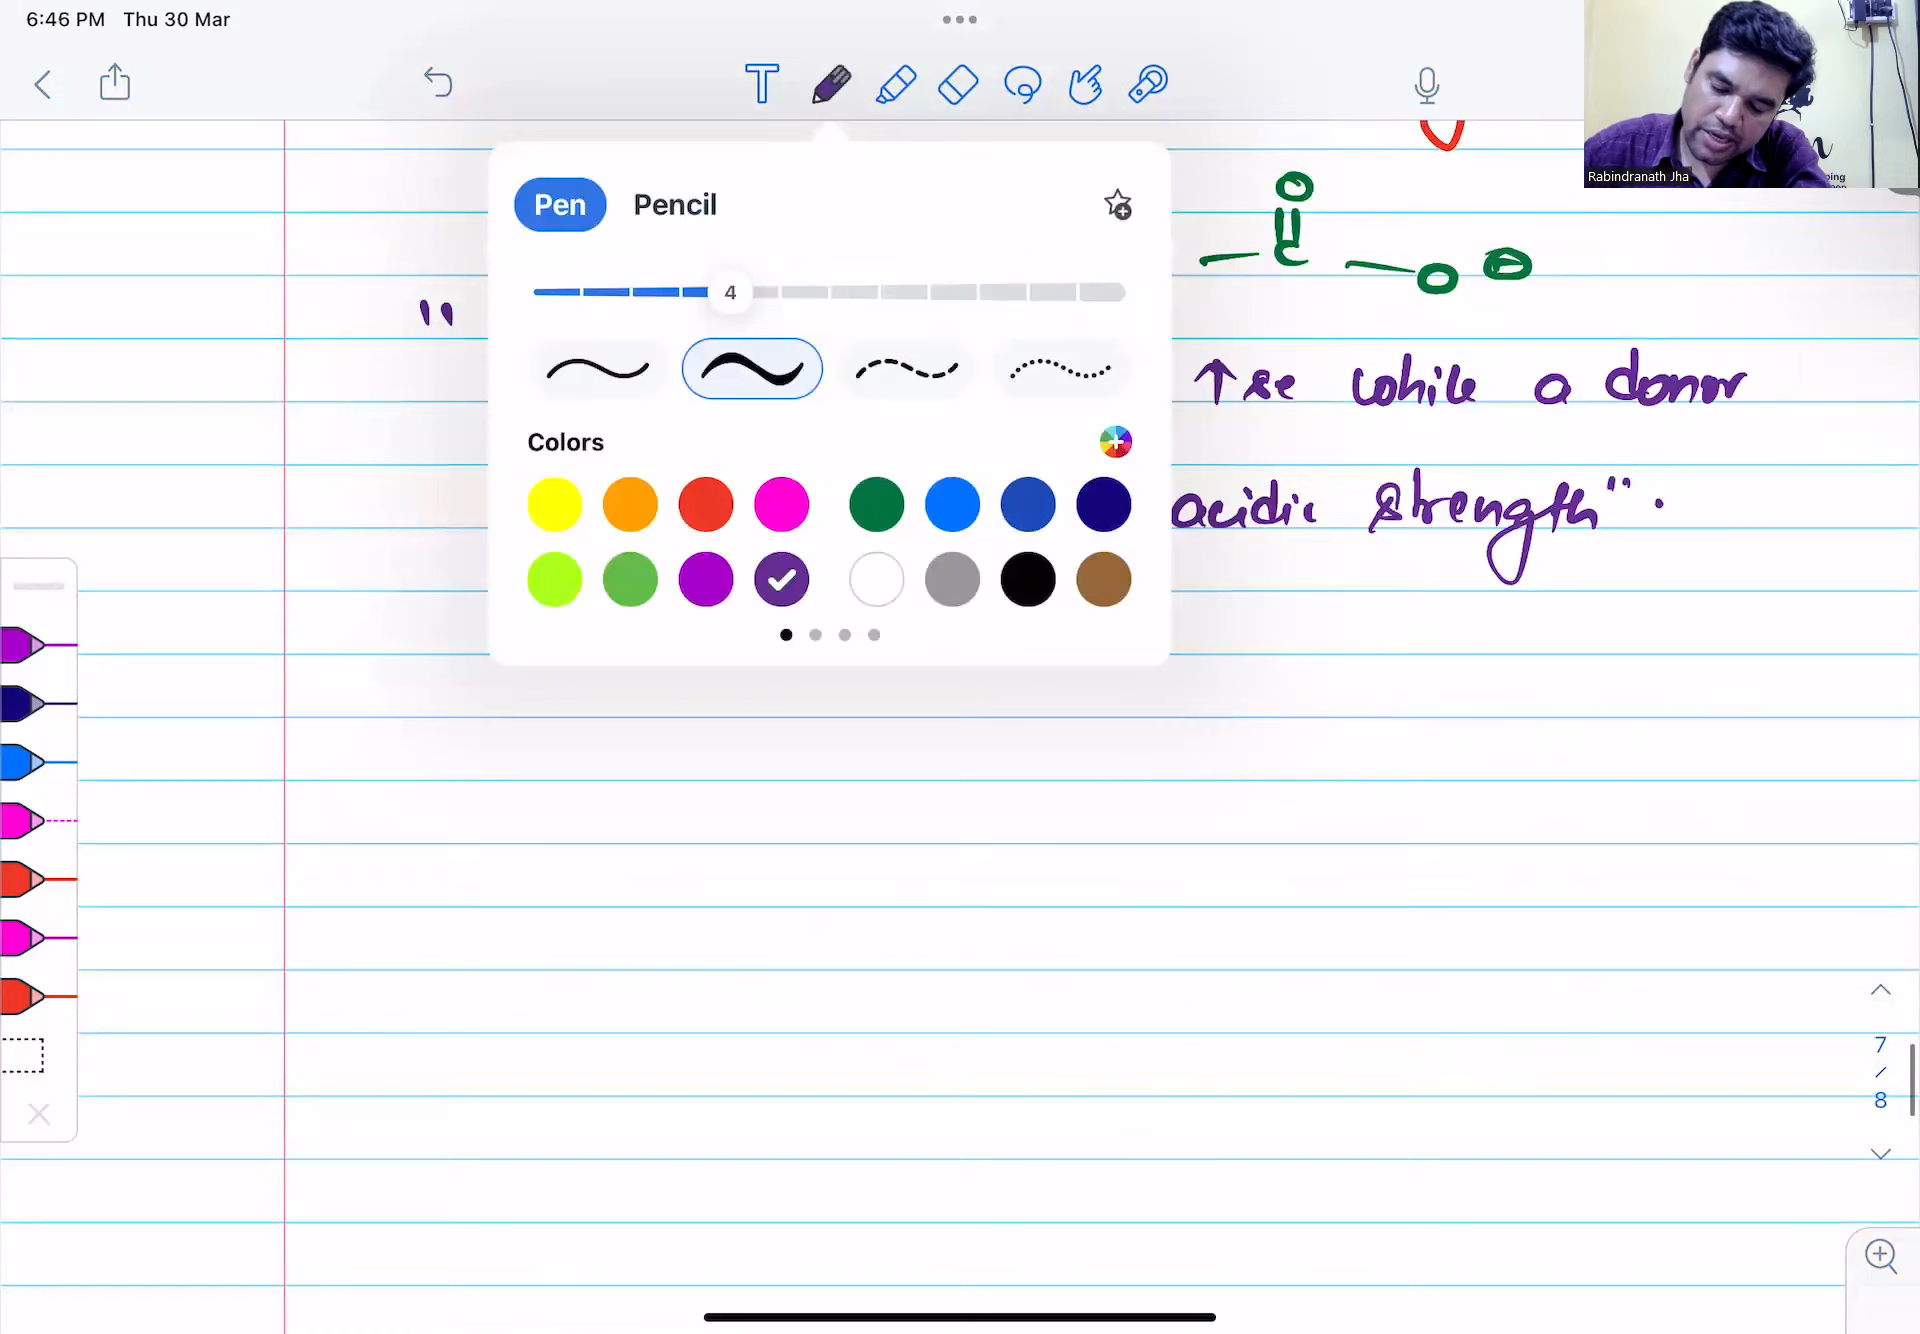 6:46 PM Thu 30 Mar
T
Rabindranath Jha
Pen Pencil
O
— C — O ⊖
4
" ↑se while a donor
Colors
acidic strength" .
7
/
8